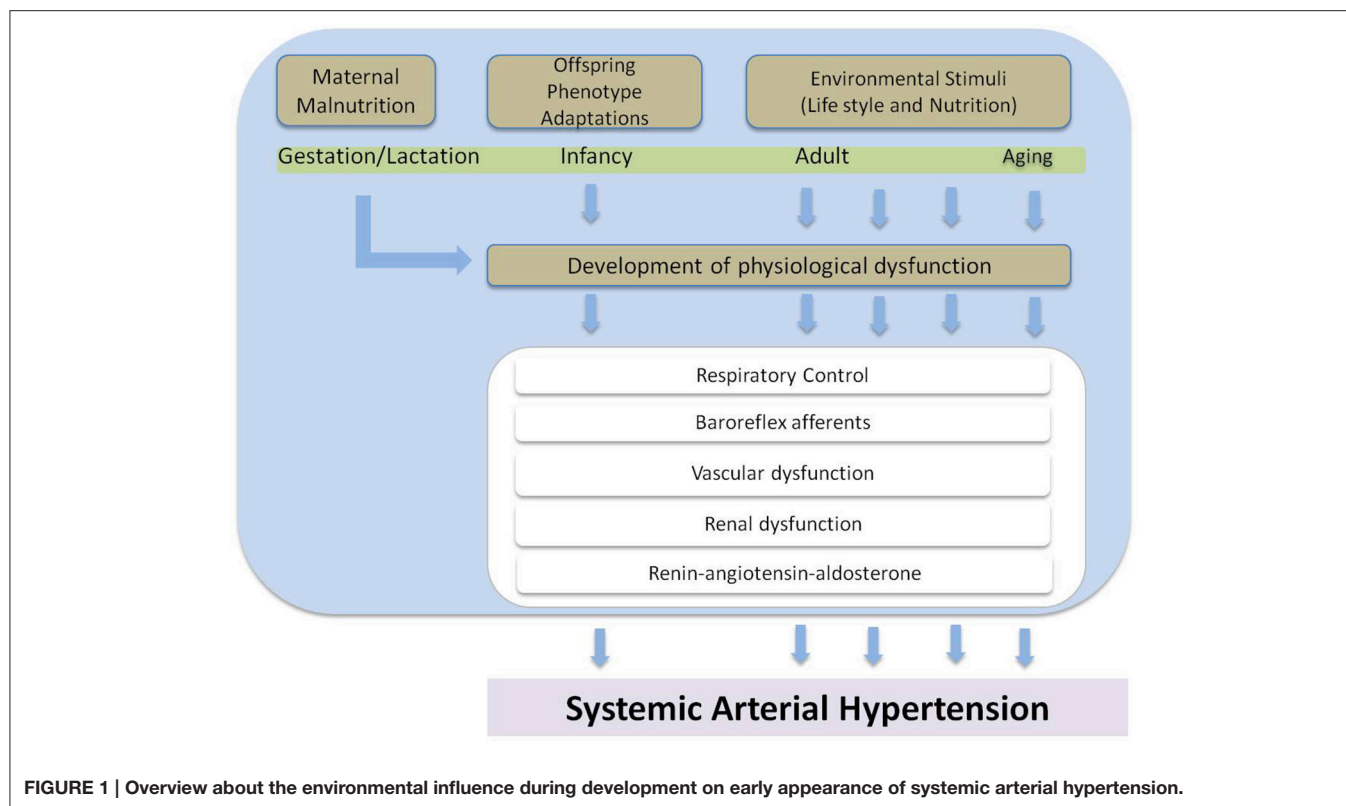 Maternal
Malnutrition
Offspring
Phenotype
Adaptations
Environmental Stimuli
(Life style and Nutrition)
Gestation/Lactation
Infancy
Adult
Aging
Development of physiological dysfunction
Respiratory Control
Baroreflex afferents
Vascular dysfunction
Renal dysfunction
Renin-angiotensin-aldosterone
Systemic Arterial Hypertension
FIGURE 1 | Overview about the environmental influence during development on early appearance of systemic arterial hypertension.